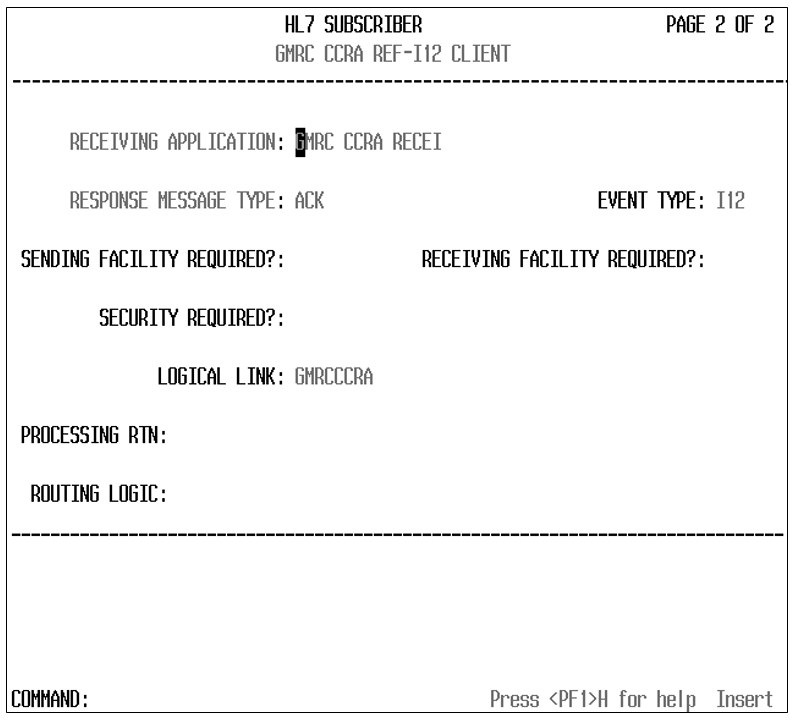 HL7 SUBSCRIBER PAGE 2 OF 2
GMRC CCRA REF-I12 CLIENT
--------------------------------------------------------------------------------
RECEIVING APPLICATION: GMRC CCRA RECEI
RESPONSE MESSAGE TYPE: ACK EVENT TYPE: I12
SENDING FACILITY REQUIRED?: RECEIVING FACILITY REQUIRED?:
SECURITY REQUIRED?:
LOGICAL LINK: GMRCCCRA
PROCESSING RTN:
ROUTING LOGIC:
--------------------------------------------------------------------------------
COMMAND: Press <PF1>H for help Insert